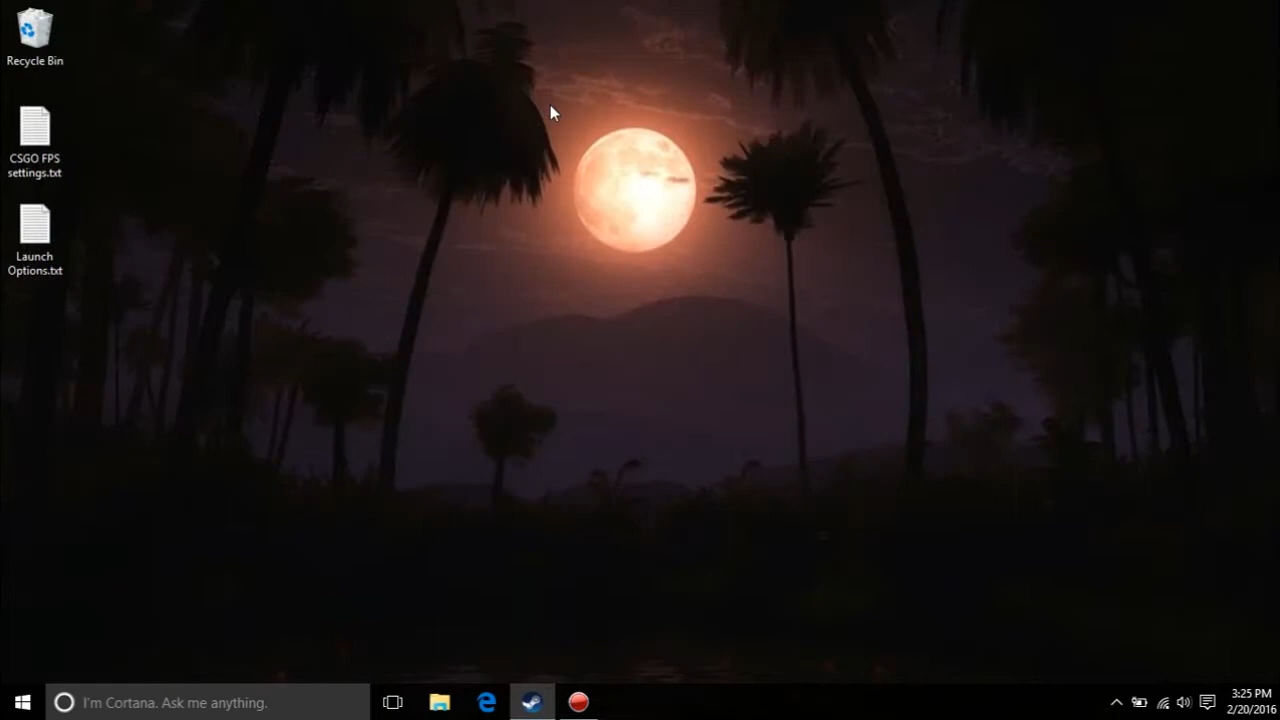 Recycle Bin
CSGO FPS
settings.txt
Launch
Options.txt
I'm Cortana. Ask me anything.
3:25 PM
2/20/2016